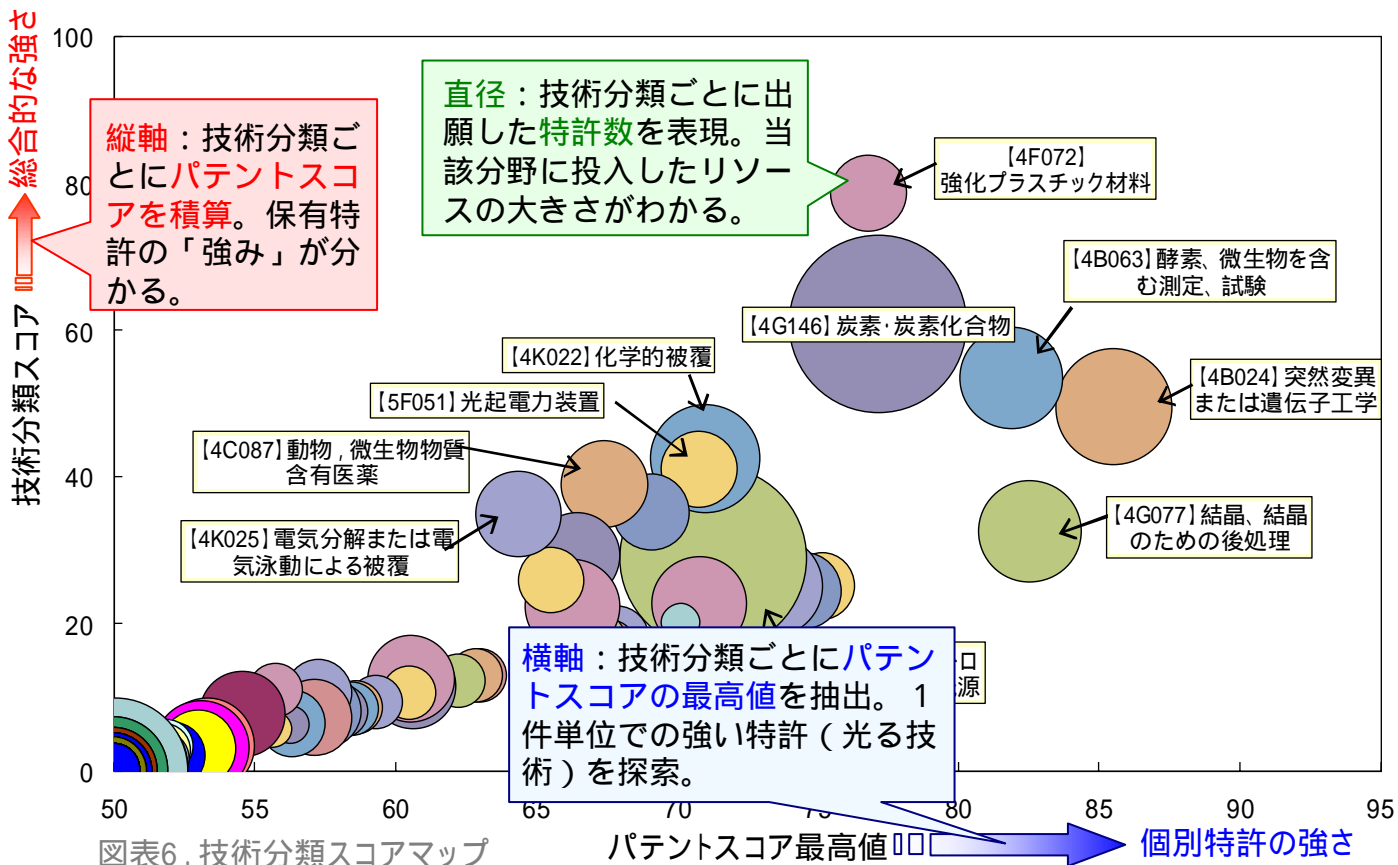 総合的な強さ
技術分類スコア
100
80
60
40
20
0
縦軸：技術分類ご
とにパテントスコ
アを積算。保有特
許の「強み」が分
かる。
直径：技術分類ごとに出
願した特許数を表現。当
該分野に投入したリソー
スの大きさがわかる。
【4F072】
強化プラスチック材料
【4B063】酵素、微生物を含
む測定、試験
【4G146】炭素・炭素化合物
【4K022】化学的被覆
【5F051】光起電力装置
【4B024】突然変異
または遺伝子工学
【4C087】動物，微生物物質
含有医薬
【4K025】電気分解または電
気泳動による被覆
【4G077】結晶、結晶
のための後処理
ロ
源
横軸：技術分類ごとにパテン
トスコアの最高値を抽出。1
件単位での強い特許（光る技
術）を探索。
50 55 60 65 70 75 80 85 90 95
図表6．技術分類スコアマップ
パテントスコア最高値
個別特許の強さ